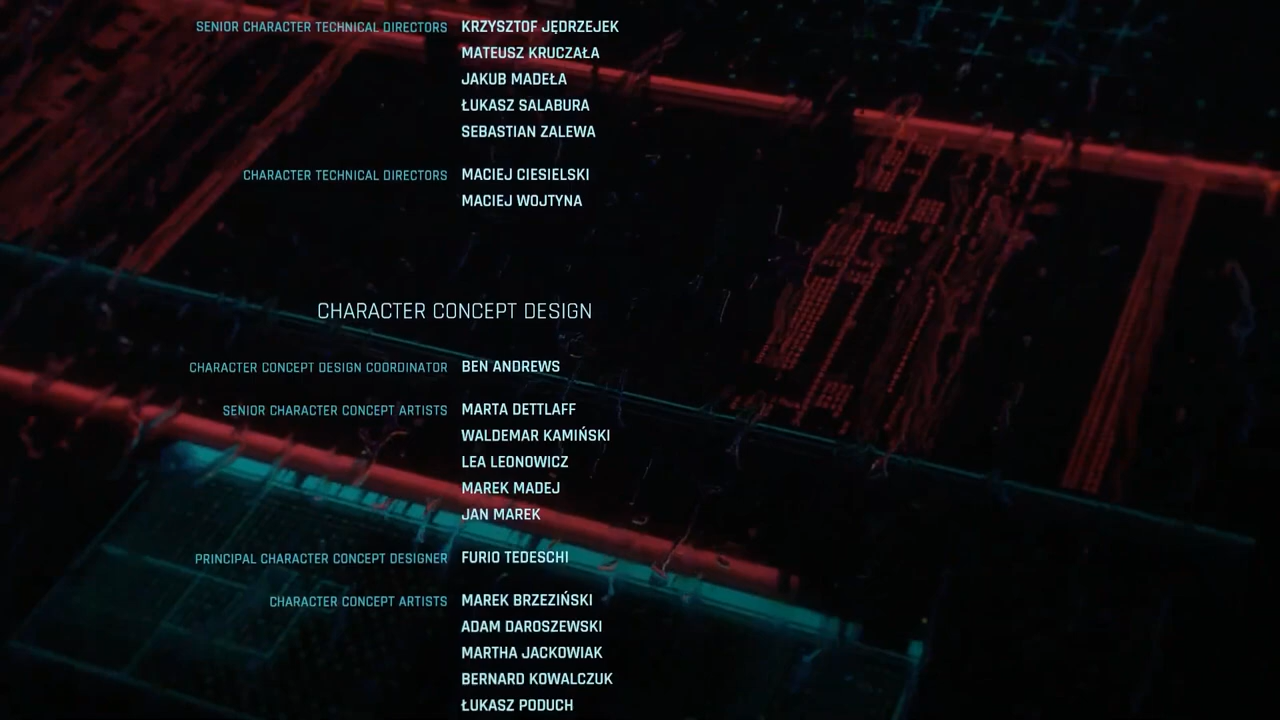 SENIOR CHARACTER TECHNICAL DIRECTORS KRZYSZTOF JĘDRZEJEK
MATEUSZ KRUCZAŁA
JAKUB MADEŁA
ŁUKASZ SALABURA
SEBASTIAN ZALEWA
CHARACTER TECHNICAL DIRECTORS MACIEJ CIESIELSKI
MACIEJ WOJTYNA
CHARACTER CONCEPT DESIGN
CHARACTER CONCEPT DESIGN COORDINATOR BEN ANDREWS
SENIOR CHARACTER CONCEPT ARTISTS MARTA DETTLAFF
WALDEMAR KAMIŃSKI
LEA LEONOWICZ
MAREK MADEJ
JAN MAREK
PRINCIPAL CHARACTER CONCEPT DESIGNER FURIO TEDESCHI
CHARACTER CONCEPT ARTISTS MAREK BRZEZIŃSKI
ADAM DAROSZEWSKI
MARTHA JACKOWIAK
BERNARD KOWALCZUK
ŁUKASZ PODUCH